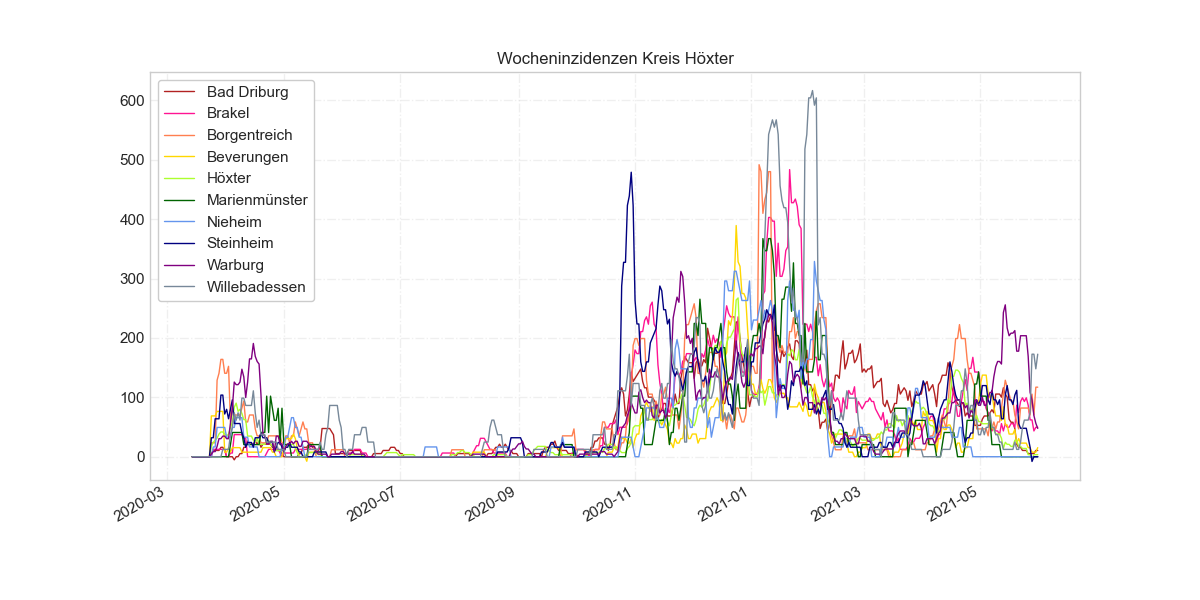 Wocheninzidenzen Kreis Höxter
600
500
400
300
200
100
0
Bad Driburg
Brakel
Borgentreich
Beverungen
Höxter
Marienmünster
Nieheim
Steinheim
Warburg
Willebadessen
2020-03
2020-05
2020-07
2020-09
2020-11
2021-01
2021-03
2021-05